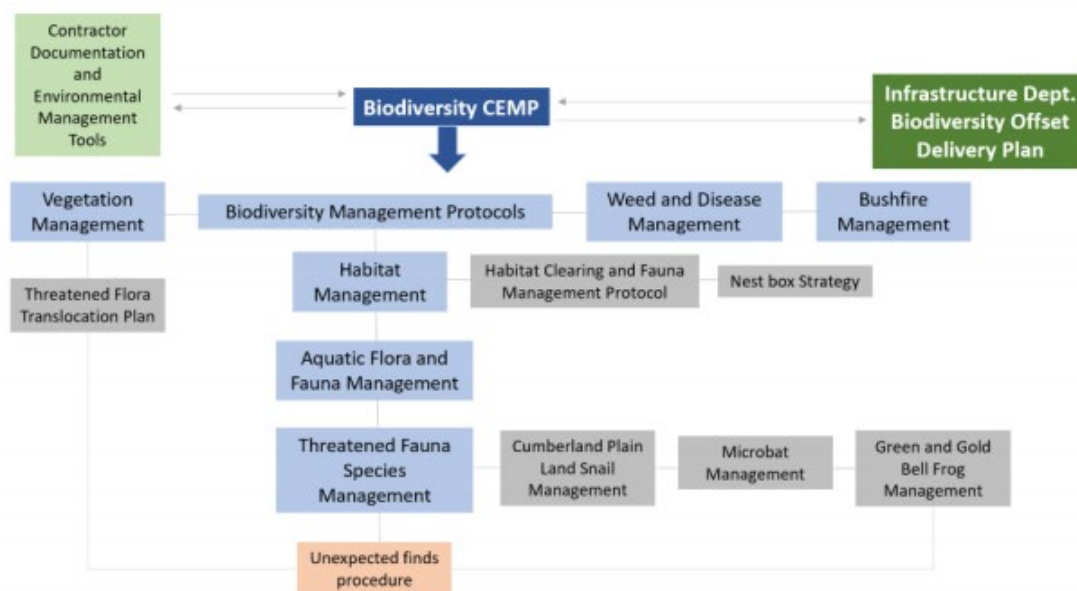 Contractor
Documentation
and
Environmental
Management
Tools
Biodiversity CEMP
Infrastructure Dept.
Biodiversity Offset
Delivery Plan
Vegetation
Management
Biodiversity Management Protocols
Weed and Disease
Management
Bushfire
Management
Threatened Flora
Translocation Plan
Habitat
Management
Habitat Clearing and Fauna
Management Protocol
Nest box Strategy
Aquatic Flora and
Fauna Management
Threatened Fauna
Species
Management
Cumberland Plain
Land Snail
Management
Microbat
Management
Green and Gold
Bell Frog
Management
Unexpected finds
procedure